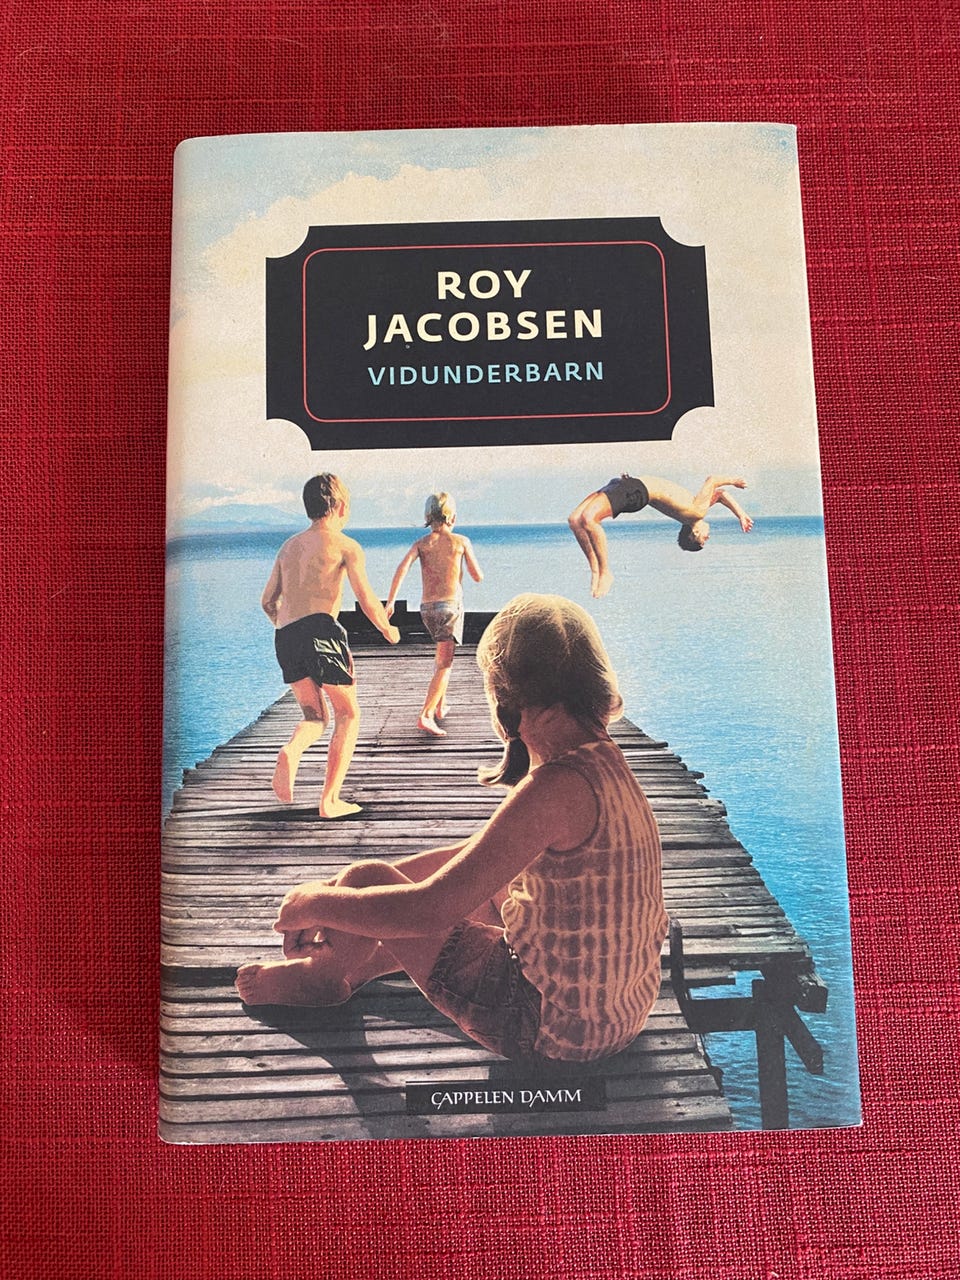 ROY
JACOBSEN
VIDUNDERBARN
CAPPELEN DAMM